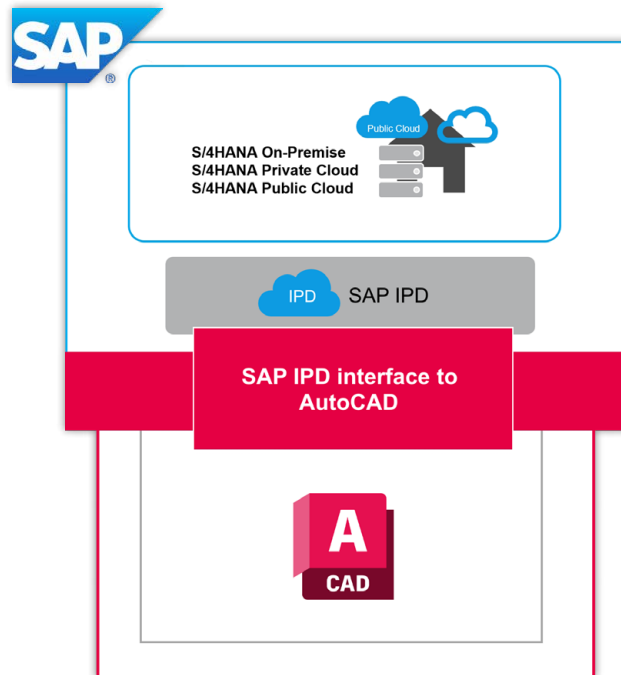 SAP
®
Public Cloud
S/4HANA On-Premise
S/4HANA Private Cloud
S/4HANA Public Cloud
IPD
SAP IPD
SAP IPD interface to
AutoCAD
A
CAD